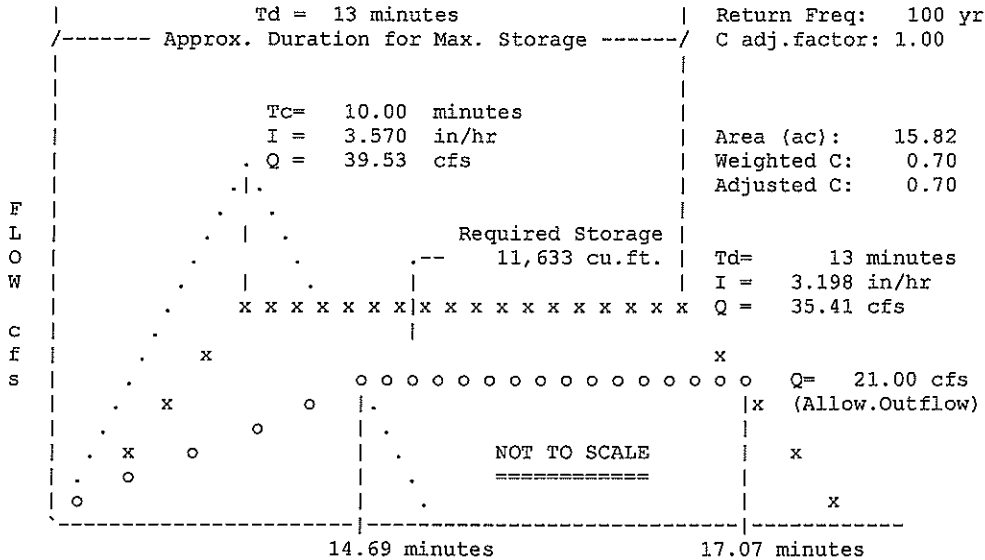 Td = 13 minutes
Return Freq: 100 yr
/------- Approx. Duration for Max. Storage ------/
C adj.factor: 1.00
Tc= 10.00 minutes
I = 3.570 in/hr
Q = 39.53 cfs
Area (ac): 15.82
Weighted C: 0.70
Adjusted C: 0.70
FLOW cfs
Required Storage
11,633 cu.ft.
Td= 13 minutes
I = 3.198 in/hr
Q = 35.41 cfs
x x x x x x x x x x x x x x x x x x
o o o o o o o o o o o o o o o o
Q= 21.00 cfs
(Allow.Outflow)
NOT TO SCALE
============
14.69 minutes
17.07 minutes